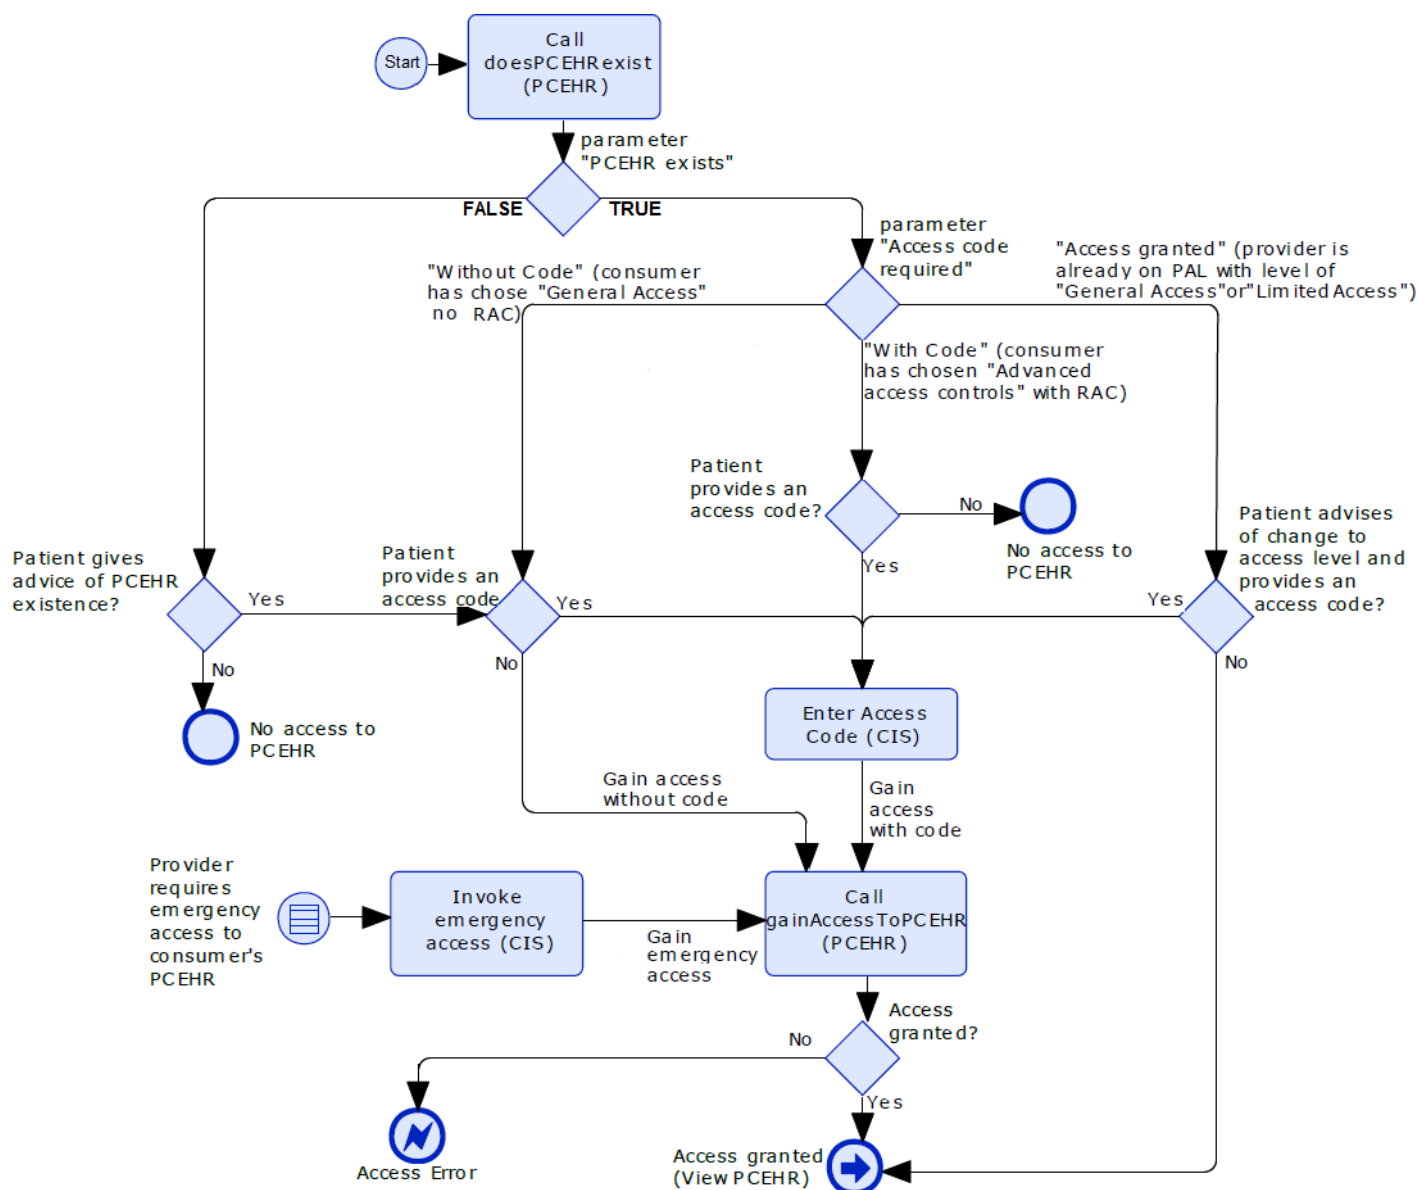 Call
doesPCEHRexist
(PCEHR)
Start
parameter
"PCEHR exists"
FALSE
TRUE
parameter
"Access code
required"
"Access granted" (provider is
already on PAL with level of
"General Access"or"Limited Access")
"Without Code" (consumer
has chose "General Access"
no RAC)
"With Code" (consumer
has chosen "Advanced
access controls" with RAC)
Patient
provides an
access code?
No
No access to
PCEHR
Yes
Patient advises
of change to
access level and
provides an
access code?
Patient gives
advice of PCEHR
existence?
Yes
Patient
provides an
access code
Yes
Yes
No
No
No
No access to
PCEHR
Enter Access
Code (CIS)
Gain access
without code
Gain
access
with code
Provider
requires
emergency
access to
consumer's
PCEHR
Invoke
emergency
access (CIS)
Gain
emergency
access
Call
gainAccessToPCEHR
(PCEHR)
Access
granted?
No
Yes
Access Error
Access granted
(View PCEHR)